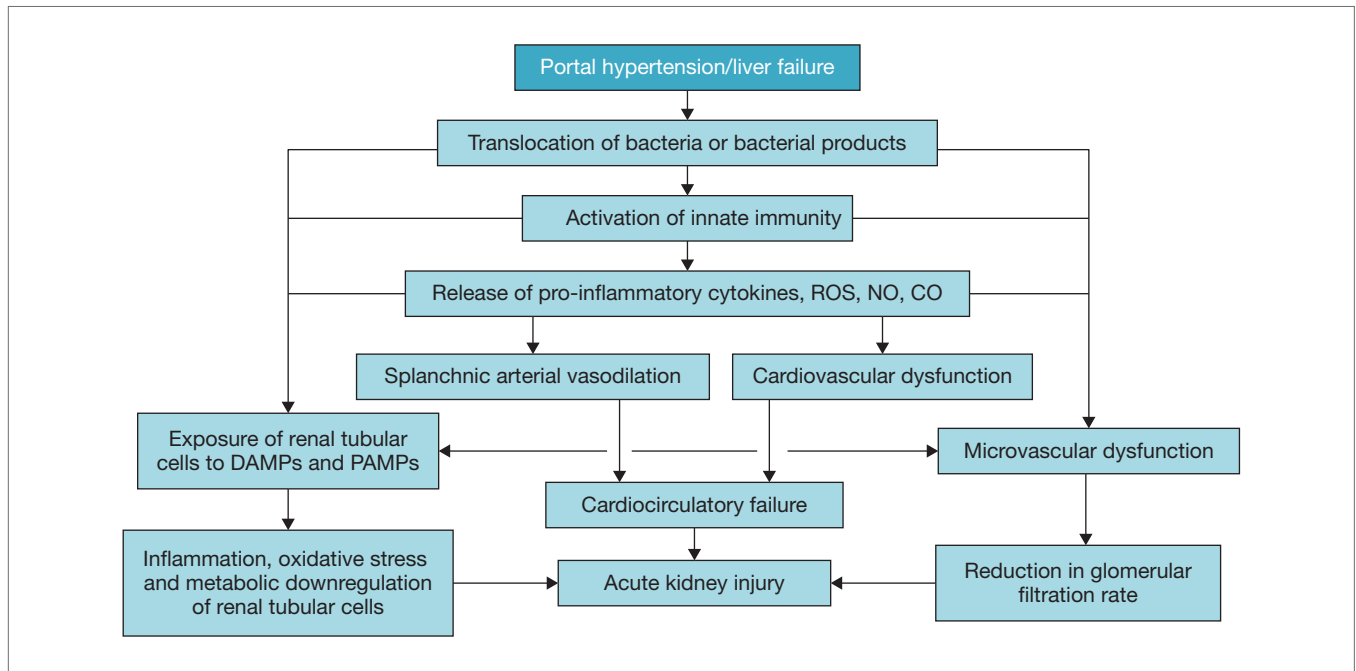 Portal hypertension/liver failure
Translocation of bacteria or bacterial products
Activation of innate immunity
Release of pro-inflammatory cytokines, ROS, NO, CO
Splanchnic arterial vasodilation
Cardiovascular dysfunction
Exposure of renal tubular
cells to DAMPs and PAMPs
Microvascular dysfunction
Cardiocirculatory failure
Inflammation, oxidative stress
and metabolic downregulation
of renal tubular cells
Acute kidney injury
Reduction in glomerular
filtration rate